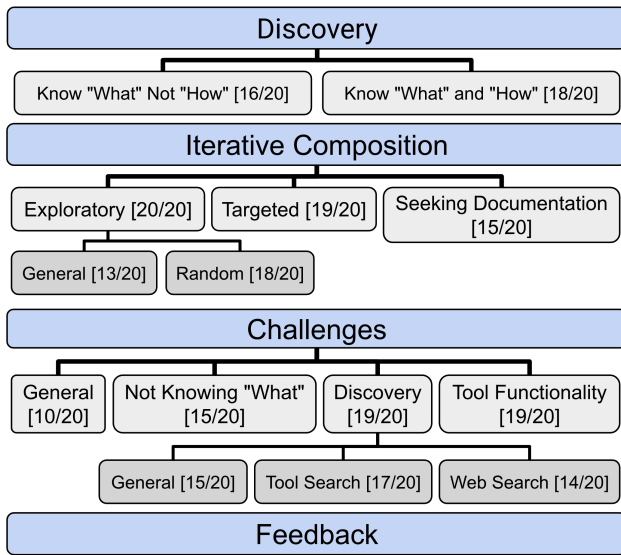 Discovery
Know "What" Not "How" [16/20]
Know "What" and "How" [18/20]
Iterative Composition
Exploratory [20/20]
Targeted [19/20]
Seeking Documentation
[15/20]
General [13/20]
Random [18/20]
Challenges
General
[10/20]
Not Knowing "What"
[15/20]
Discovery
[19/20]
Tool Functionality
[19/20]
General [15/20]
Tool Search [17/20]
Web Search [14/20]
Feedback